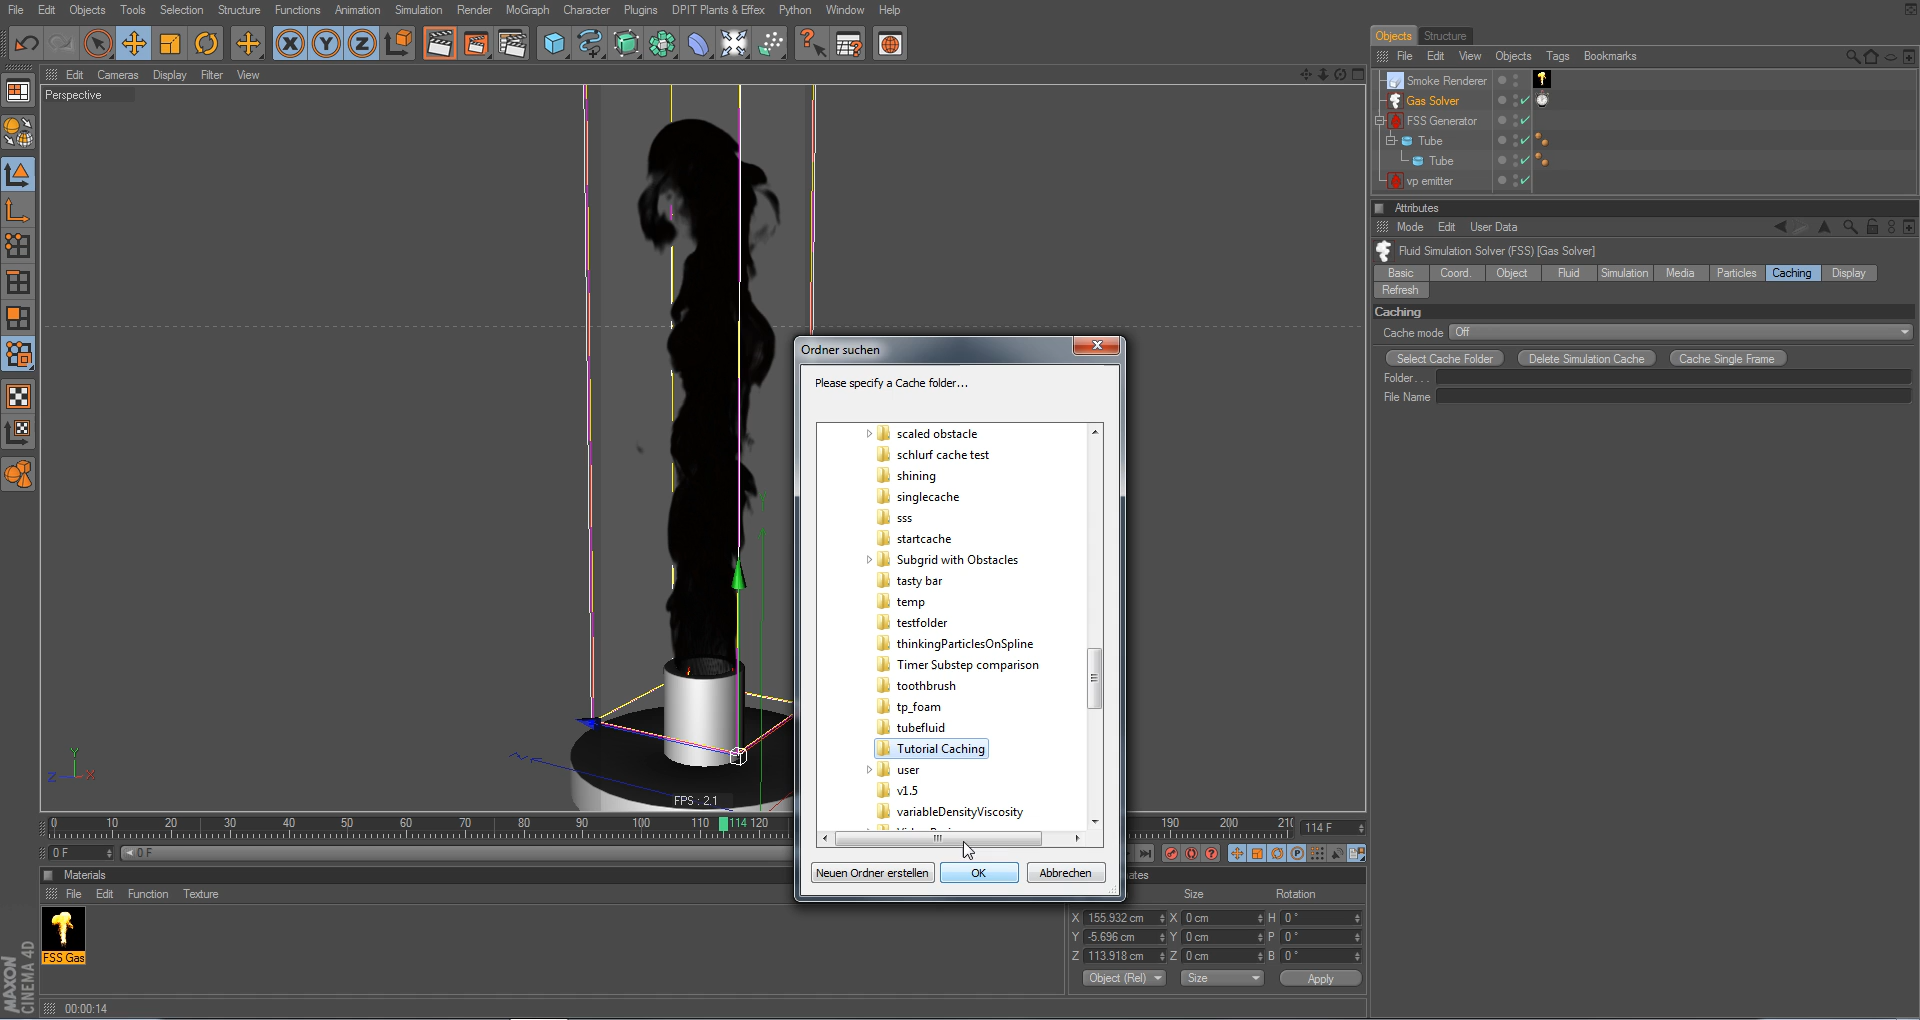 File Edit Objects Tools Selection Structure Functions Animation Simulation Render MoGraph Character Plugins DPIT Plants & Effex Python Window Help
Edit Cameras Display Filter View
Perspective
FPS : 2.1
Objects Structure
File Edit View Objects Tags Bookmarks
Smoke Renderer
Gas Solver
FSS Generator
Tube
Tube
vp emitter
Attributes
Mode Edit User Data
Fluid Simulation Solver (FSS) [Gas Solver]
Basic Coord. Object Fluid Simulation Media Particles Caching Display
Refresh
Caching
Cache mode Off
Select Cache Folder Delete Simulation Cache Cache Single Frame
Folder . . .
File Name
Ordner suchen
Please specify a Cache folder...
scaled obstacle
schlurf cache test
shining
singlecache
sss
startcache
Subgrid with Obstacles
tasty bar
temp
testfolder
thinkingParticlesOnSpline
Timer Substep comparison
toothbrush
tp_foam
tubefluid
Tutorial Caching
user
v1.5
variableDensityViscosity
Neuen Ordner erstellen OK Abbrechen
0 10 20 30 40 50 60 70 80 90 100 110 114 120 190 200 210 114 F
0 F 0 F
Materials
File Edit Function Texture
FSS Gas
Size Rotation
X 155.932 cm X 0 cm H 0 °
Y -5.696 cm Y 0 cm P 0 °
Z 113.918 cm Z 0 cm B 0 °
Object (Rel) Size Apply
MAXON
CINEMA 4D
00:00:14
X Y Z
Y
Z X